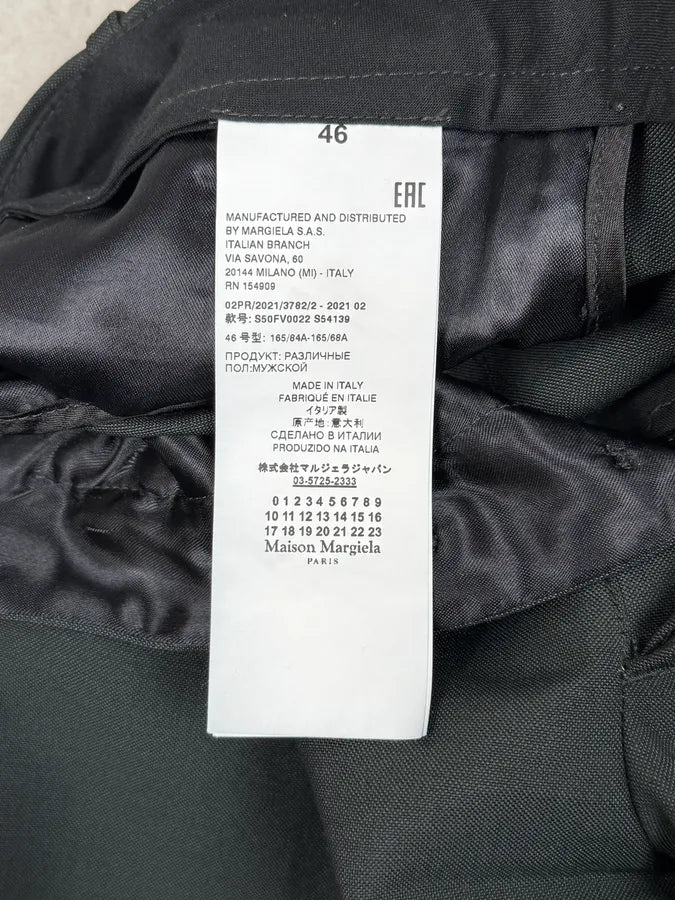 46
EAC
MANUFACTURED AND DISTRIBUTED
BY MARGIELA S.A.S.
ITALIAN BRANCH
VIA SAVONA, 60
20144 MILANO (MI) - ITALY
RN 154909
02PR/2021/3782/2 - 2021 02
款号: S50FV0022 S54139
46 号型: 165/84A-165/68A
ПРОДУКТ: РАЗЛИЧНЫЕ
ПОЛ:МУЖСКОЙ
MADE IN ITALY
FABRIQUÉ EN ITALIE
イタリア製
原产地:意大利
СДЕЛАНО В ИТАЛИИ
PRODUZIDO NA ITALIA
株式会社マルジェラジャパン
03-5725-2333
0 1 2 3 4 5 6 7 8 9
10 11 12 13 14 15 16
17 18 19 20 21 22 23
Maison Margiela
PARIS